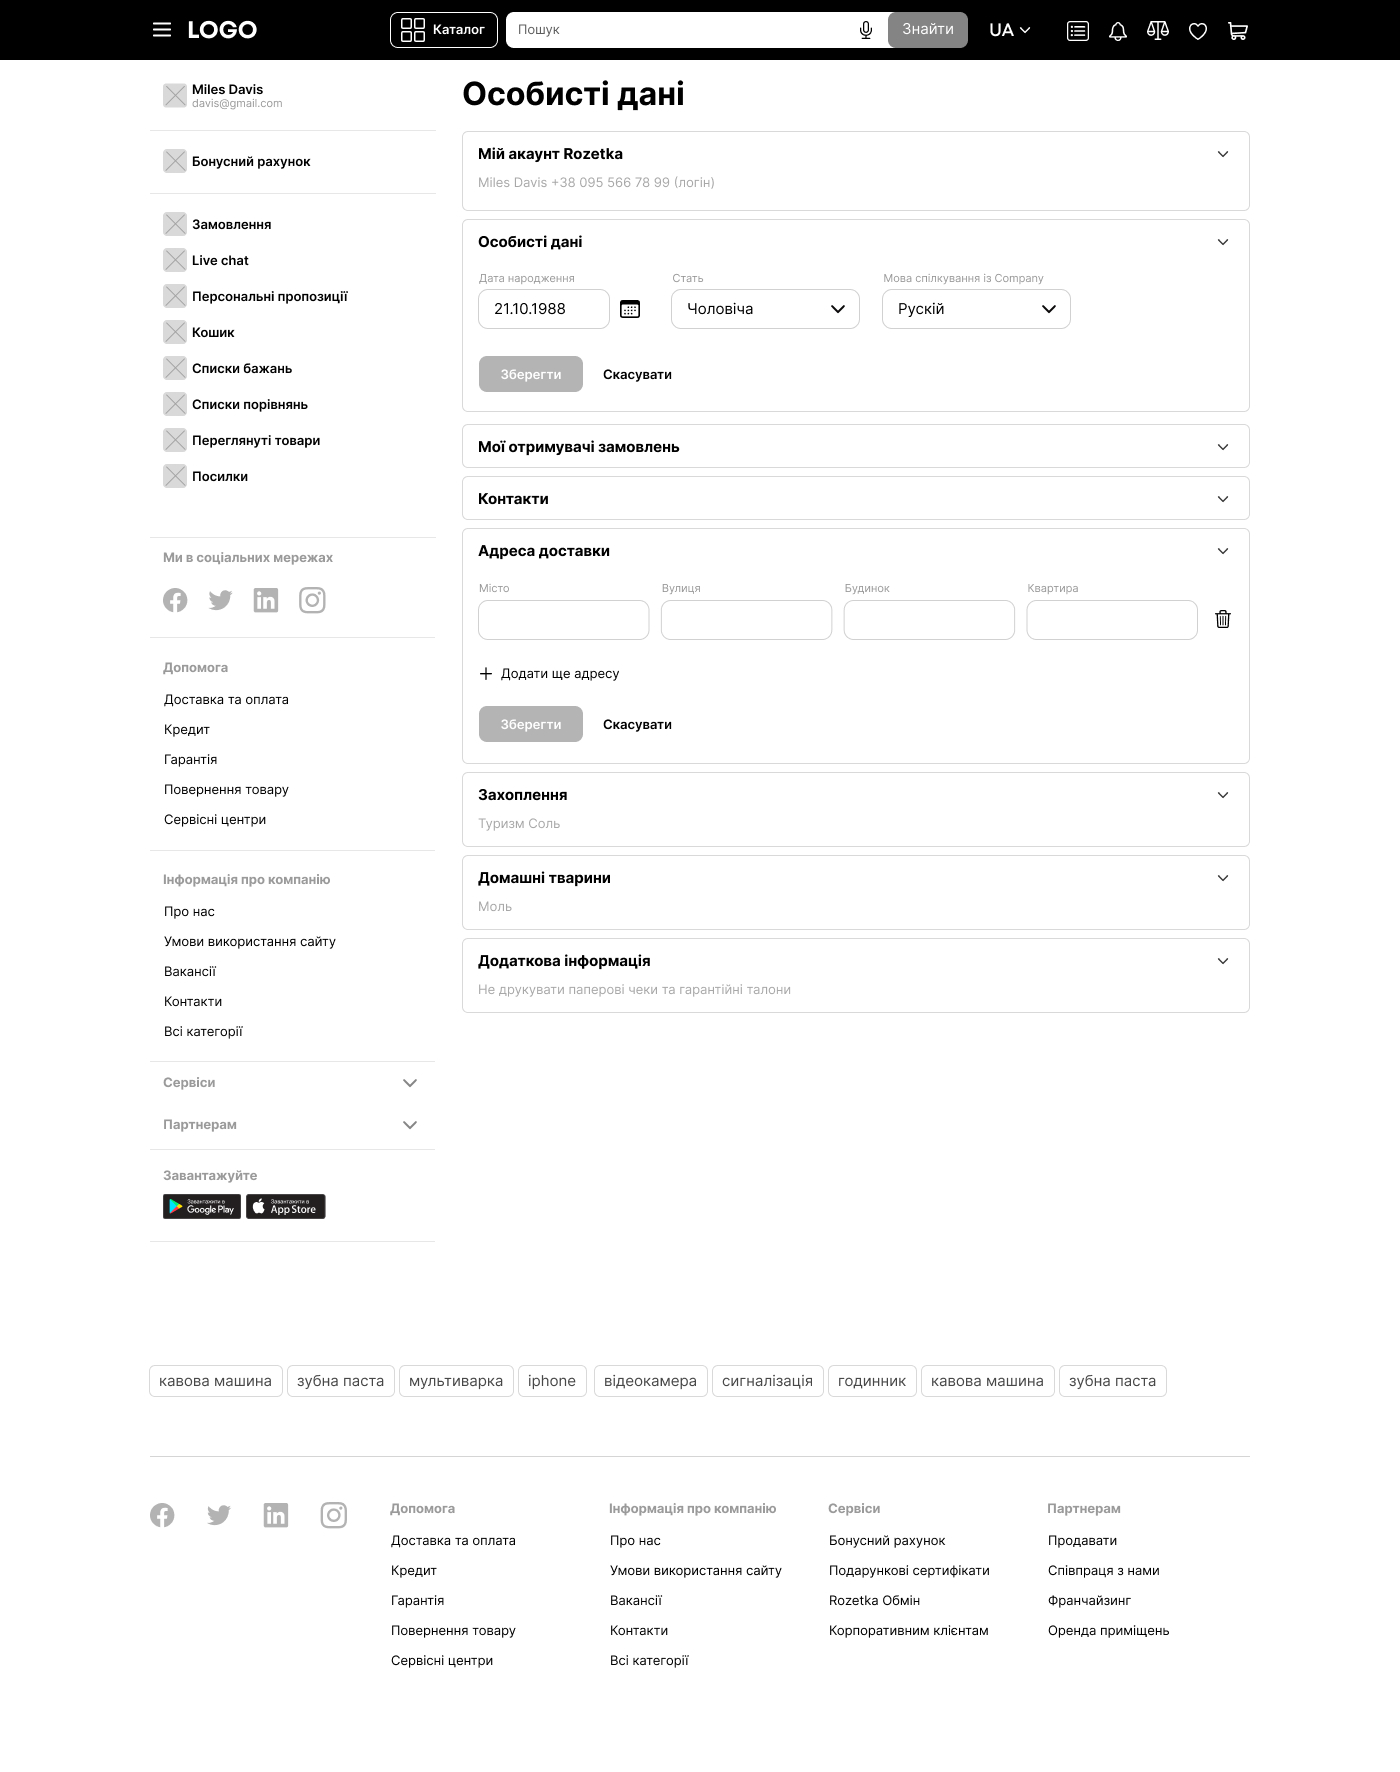 LOGO
Каталог
Пошук
Знайти
UA
Miles Davis
davis@gmail.com
Бонусний рахунок
Замовлення
Live chat
Персональні пропозиції
Кошик
Списки бажань
Списки порівнянь
Переглянуті товари
Посилки
Ми в соціальних мережах
Допомога
Доставка та оплата
Кредит
Гарантія
Повернення товару
Сервісні центри
Інформація про компанію
Про нас
Умови використання сайту
Вакансії
Контакти
Всі категорії
Сервіси
Партнерам
Завантажуйте
Завантажити в
Google Play
Завантажити в
App Store
Особисті дані
Мій акаунт Rozetka
Miles Davis +38 095 566 78 99 (логін)
Особисті дані
Дата народження
Стать
Мова спілкування із Company
21.10.1988
Чоловіча
Рускій
Зберегти
Скасувати
Мої отримувачі замовлень
Контакти
Адреса доставки
Місто
Вулиця
Будинок
Квартира
Додати ще адресу
Зберегти
Скасувати
Захоплення
Туризм Соль
Домашні тварини
Моль
Додаткова інформація
Не друкувати паперові чеки та гарантійні талони
кавова машина
зубна паста
мультиварка
iphone
відеокамера
сигналізація
годинник
кавова машина
зубна паста
Допомога
Доставка та оплата
Кредит
Гарантія
Повернення товару
Сервісні центри
Інформація про компанію
Про нас
Умови використання сайту
Вакансії
Контакти
Всі категорії
Сервіси
Бонусний рахунок
Подарункові сертифікати
Rozetka Обмін
Корпоративним клієнтам
Партнерам
Продавати
Співпраця з нами
Франчайзинг
Оренда приміщень